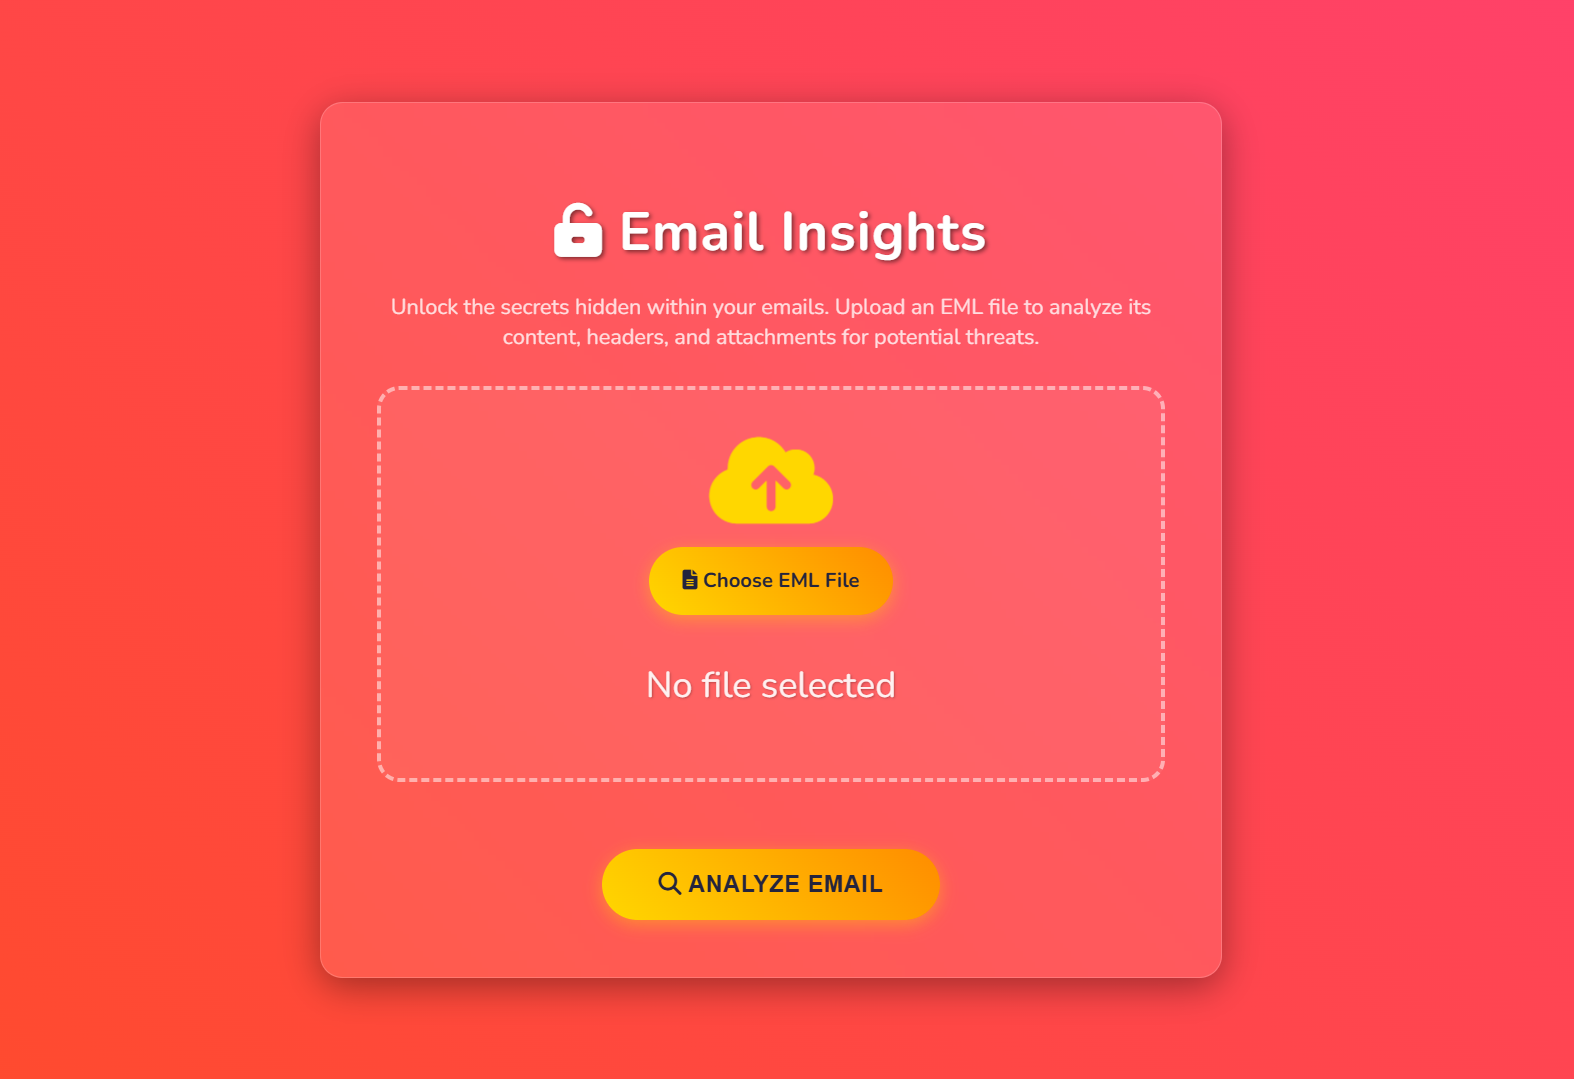 Email Insights
Unlock the secrets hidden within your emails. Upload an EML file to analyze its
content, headers, and attachments for potential threats.
Choose EML File
No file selected
ANALYZE EMAIL